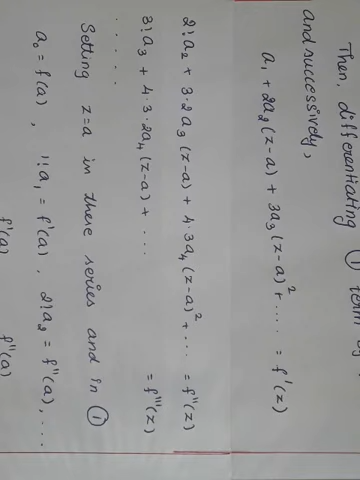 Then, differentiating ① term by
and successively,
a₁ + 2a₂(z-a) + 3a₃(z-a)² + .... = f'(z)
2!a₂ + 3·2a₃(z-a) + 4·3a₄(z-a)² + ... = f''(z)
3!a₃ + 4·3·2a₄(z-a) + ... = f'''(z)
. . . . .
Setting z=a in these series and in ①
a₀ = f(a) , 1!a₁ = f'(a) , 2!a₂ = f''(a), ...
f'(a) f''(a)